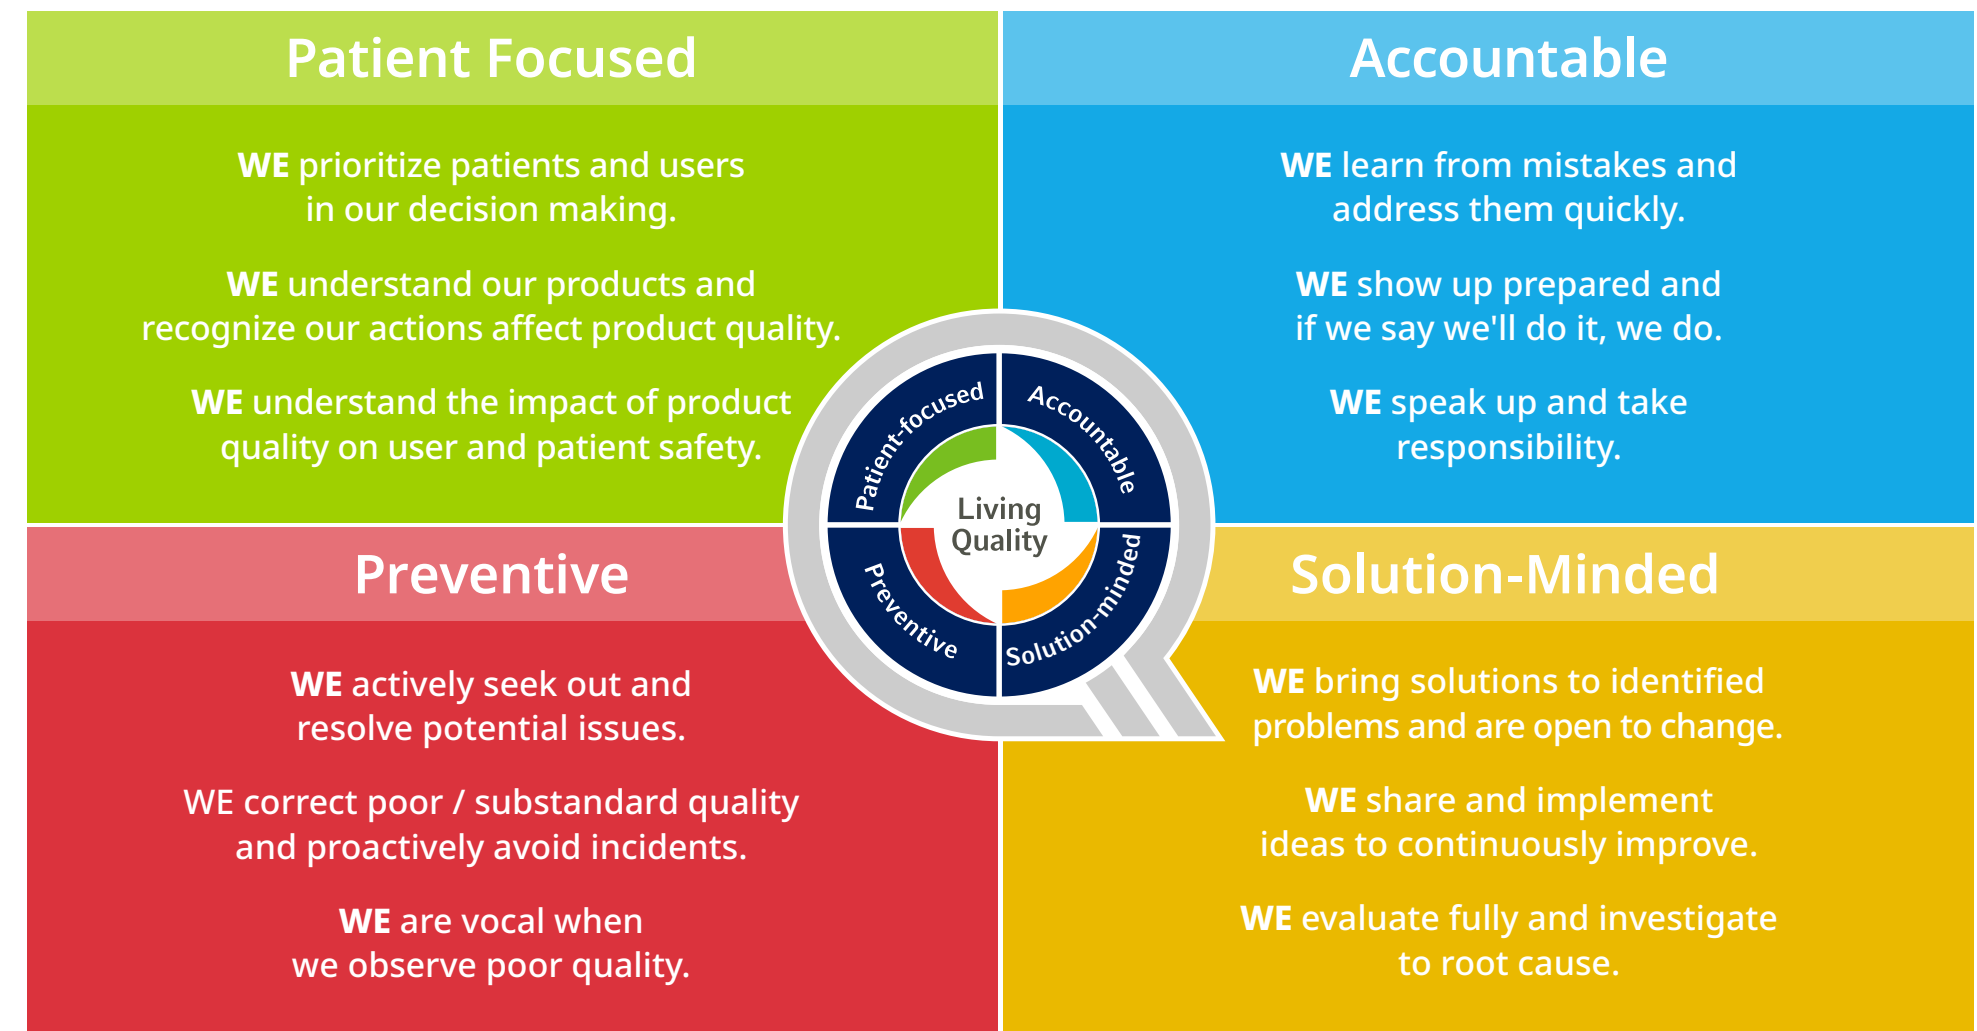 Patient Focused
WE prioritize patients and users
in our decision making.
WE understand our products and
recognize our actions affect product quality.
WE understand the impact of product
quality on user and patient safety.
Accountable
WE learn from mistakes and
address them quickly.
WE show up prepared and
if we say we'll do it, we do.
WE speak up and take
responsibility.
Patient-focused
Accountable
Living
Quality
Preventive
Solution-minded
Preventive
WE actively seek out and
resolve potential issues.
WE correct poor / substandard quality
and proactively avoid incidents.
WE are vocal when
we observe poor quality.
Solution-Minded
WE bring solutions to identified
problems and are open to change.
WE share and implement
ideas to continuously improve.
WE evaluate fully and investigate
to root cause.